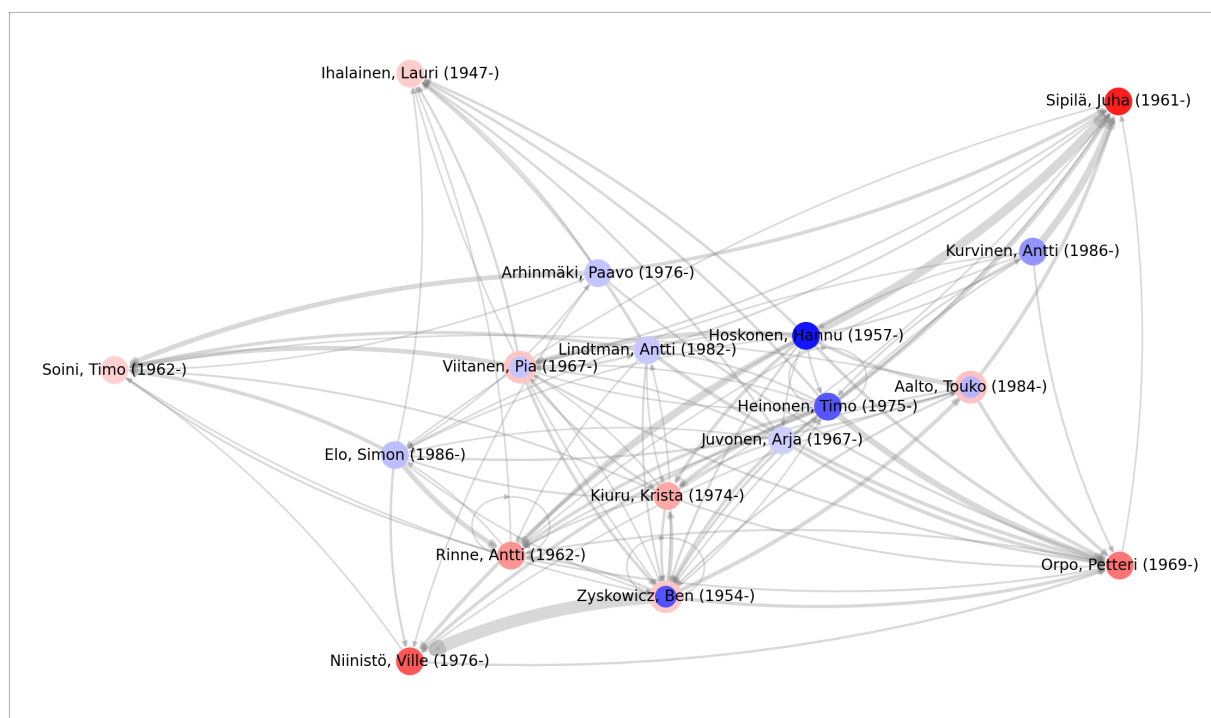 Ihalainen, Lauri (1947-)
Sipilä, Juha (1961-)
Kurvinen, Antti (1986-)
Arhinmäki, Paavo (1976-)
Hoskonen, Hannu (1957-)
Lindtman, Antti (1982-)
Viitanen, Pia (1967-)
Soini, Timo (1962-)
Aalto, Touko (1984-)
Heinonen, Timo (1975-)
Juvonen, Arja (1967-)
Elo, Simon (1986-)
Kiuru, Krista (1974-)
Rinne, Antti (1962-)
Orpo, Petteri (1969-)
Zyskowicz, Ben (1954-)
Niinistö, Ville (1976-)